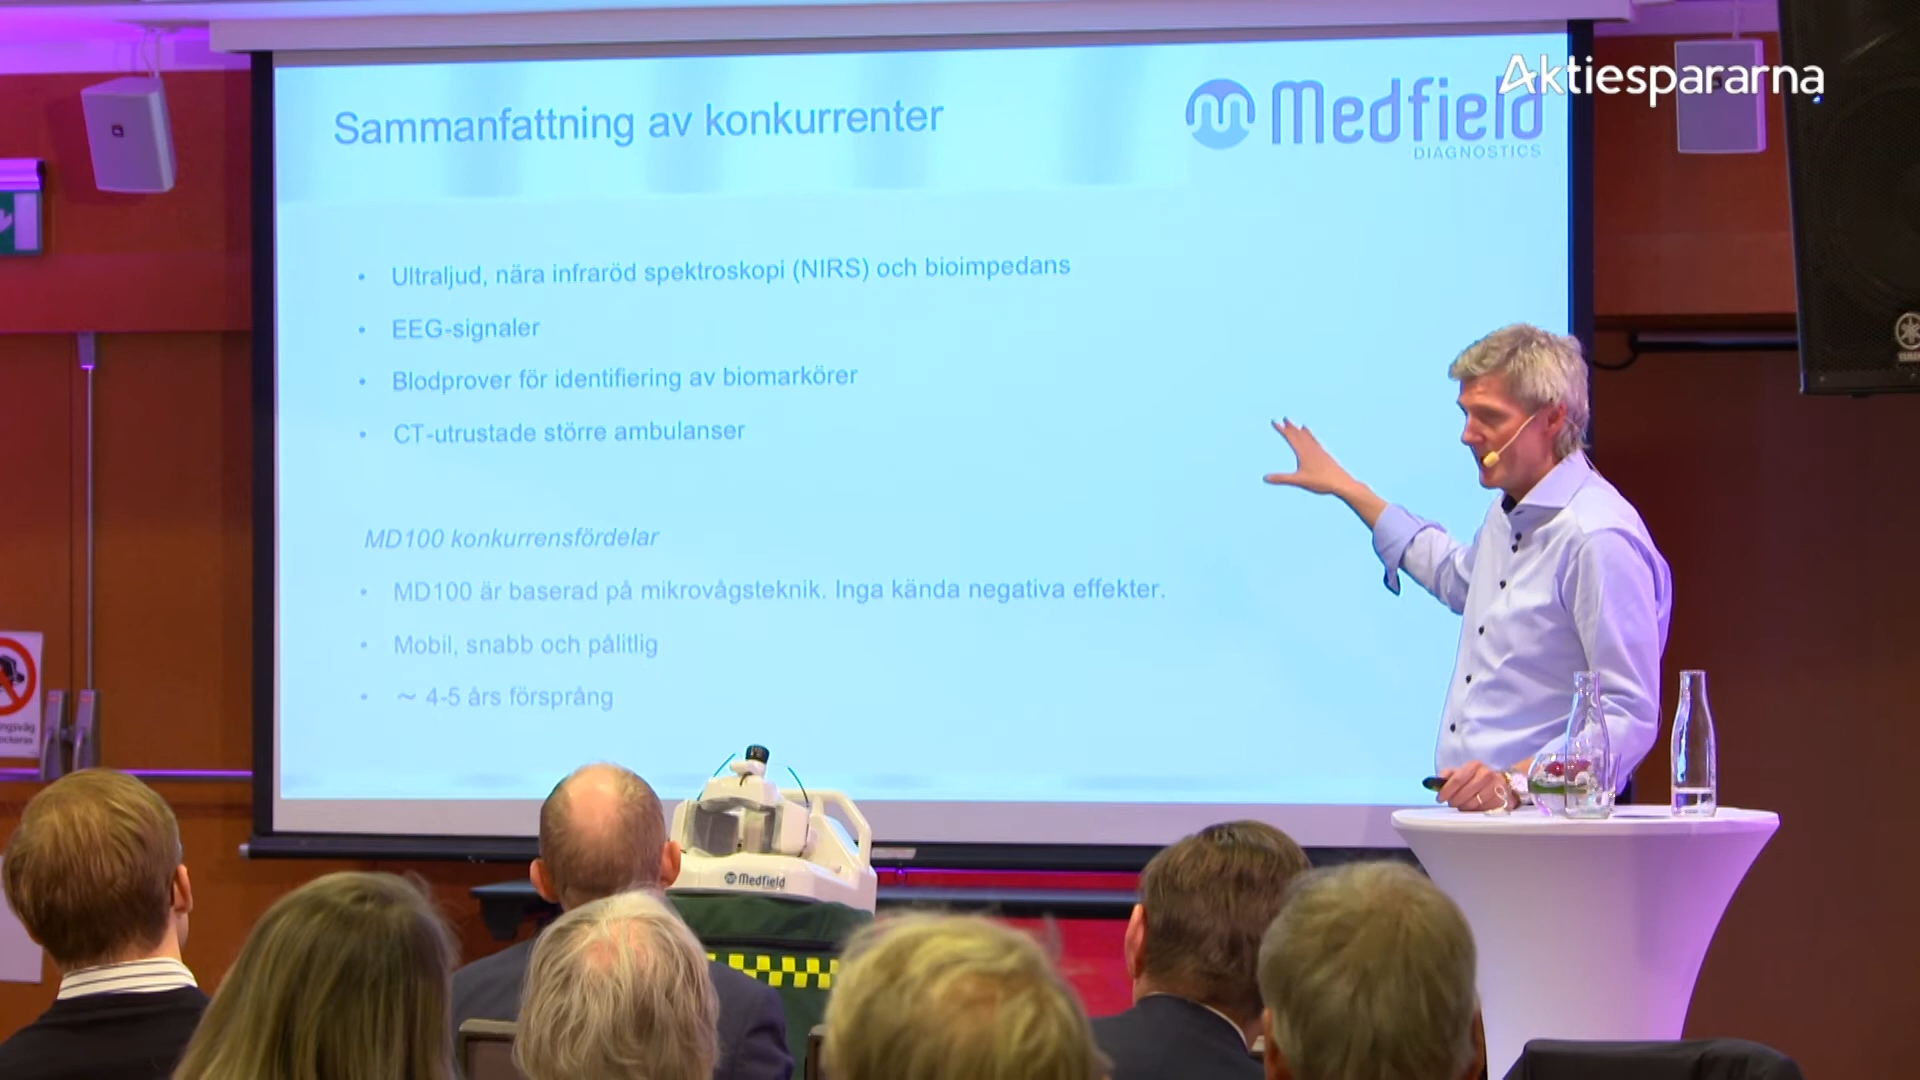 Aktiespararna
Sammanfattning av konkurrenter
Medfield
DIAGNOSTICS
• Ultraljud, nära infraröd spektroskopi (NIRS) och bioimpedans
• EEG-signaler
• Blodprover för identifiering av biomarkörer
• CT-utrustade större ambulanser
MD100 konkurrensfördelar
• MD100 är baserad på mikrovågsteknik. Inga kända negativa effekter.
• Mobil, snabb och pålitlig
• ~ 4-5 års försprång
Medfield